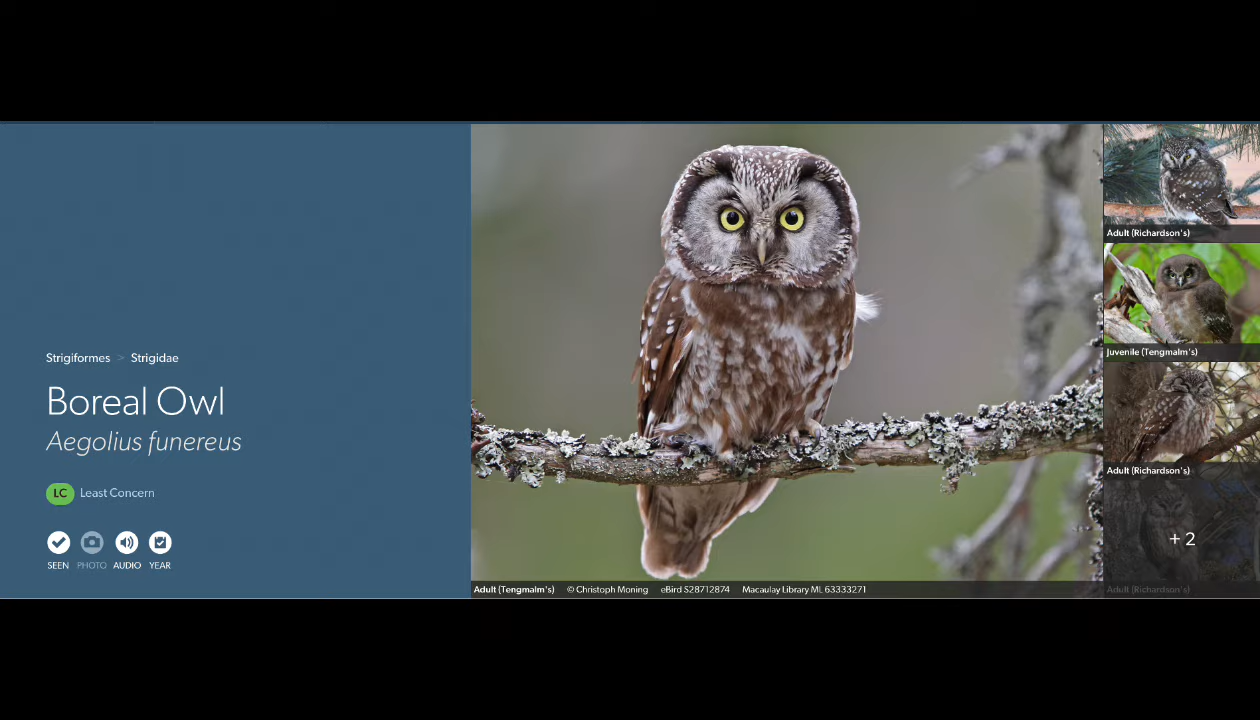 Strigiformes > Strigidae
Boreal Owl
Aegolius funereus
LC Least Concern
SEEN PHOTO AUDIO YEAR
Adult (Tengmalm's) © Christoph Moning eBird S28712874 Macaulay Library ML 63333271
Adult (Richardson's)
Juvenile (Tengmalm's)
Adult (Richardson's)
+ 2
Adult (Richardson's)